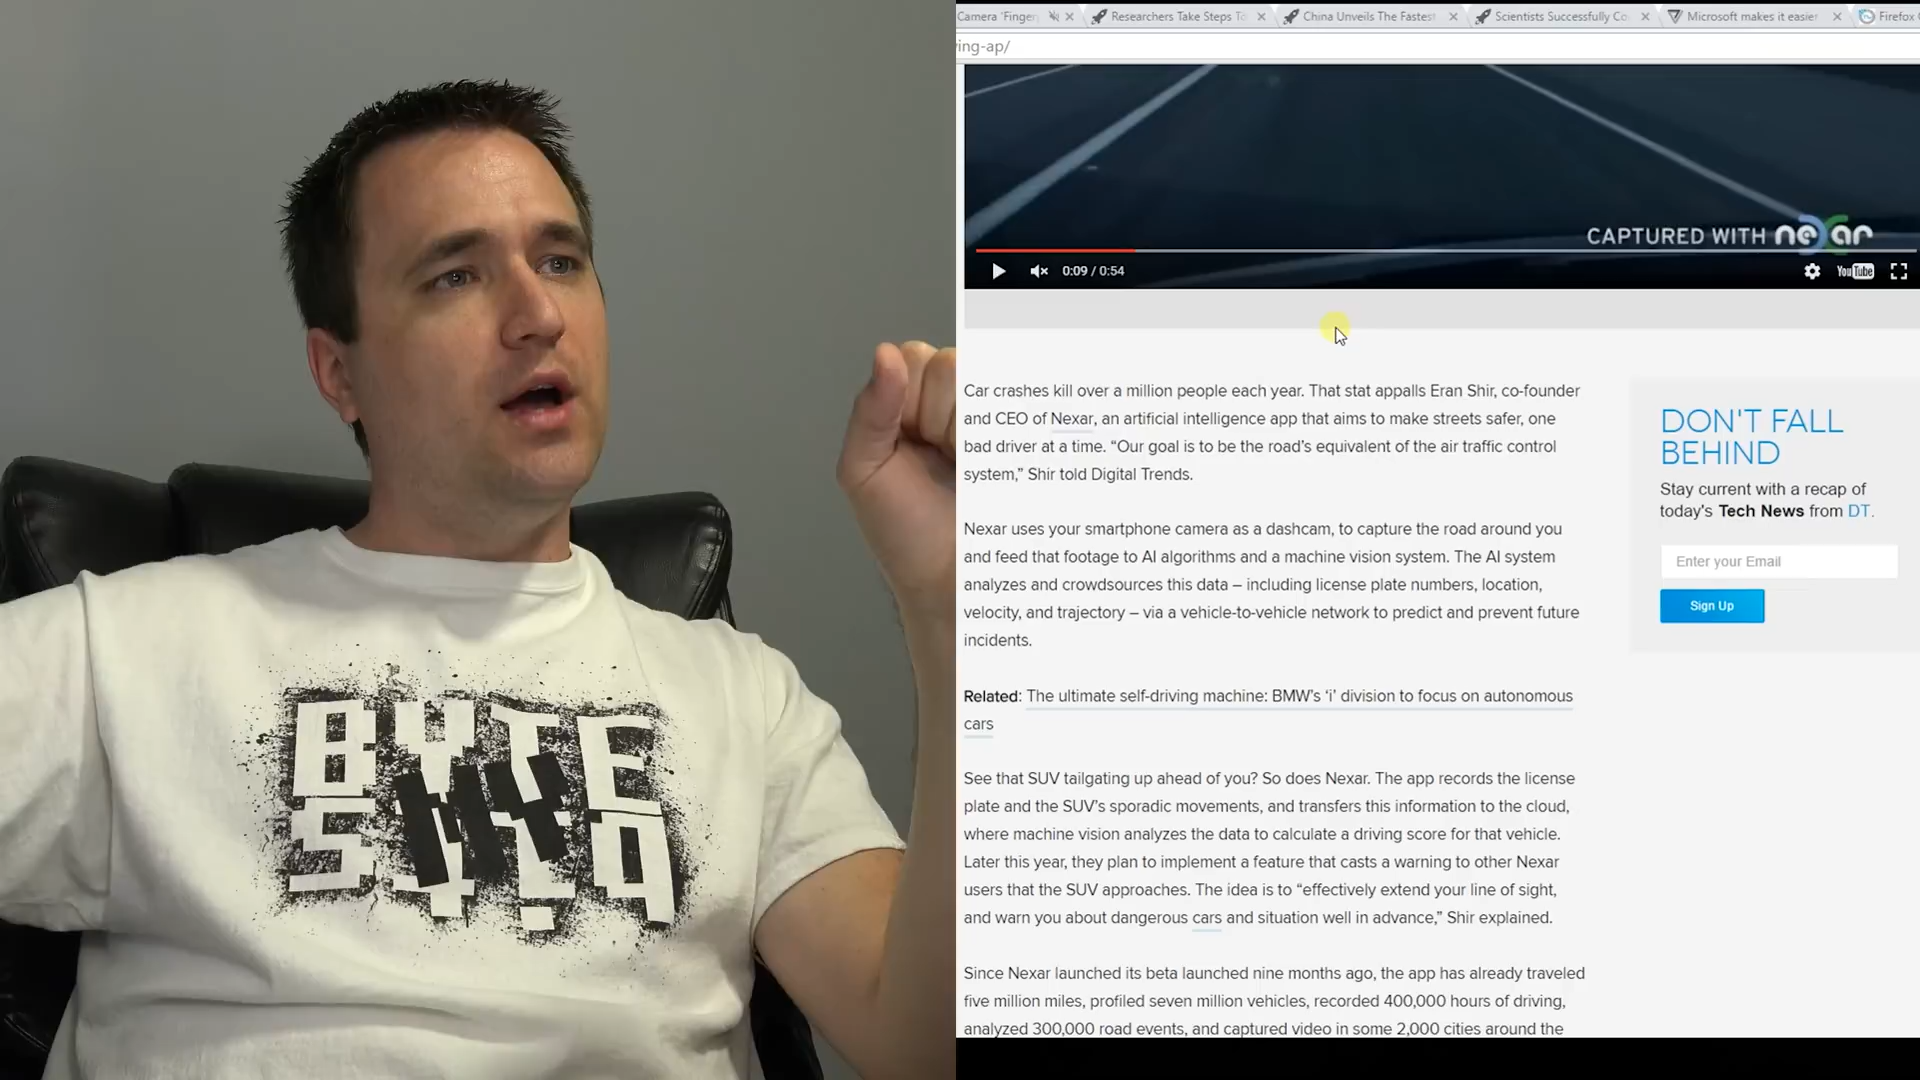 Camera 'Finger
Researchers Take Steps To
China Unveils The Fastest
Scientists Successfully Co
Microsoft makes it easier
Firefox
ving-ap/
CAPTURED WITH nexar
0:09 / 0:54
YouTube
Car crashes kill over a million people each year. That stat appalls Eran Shir, co-founder
and CEO of Nexar, an artificial intelligence app that aims to make streets safer, one
bad driver at a time. “Our goal is to be the road’s equivalent of the air traffic control
system,” Shir told Digital Trends.
Nexar uses your smartphone camera as a dashcam, to capture the road around you
and feed that footage to AI algorithms and a machine vision system. The AI system
analyzes and crowdsources this data – including license plate numbers, location,
velocity, and trajectory – via a vehicle-to-vehicle network to predict and prevent future
incidents.
Related: The ultimate self-driving machine: BMW’s ‘i’ division to focus on autonomous
cars
See that SUV tailgating up ahead of you? So does Nexar. The app records the license
plate and the SUV’s sporadic movements, and transfers this information to the cloud,
where machine vision analyzes the data to calculate a driving score for that vehicle.
Later this year, they plan to implement a feature that casts a warning to other Nexar
users that the SUV approaches. The idea is to “effectively extend your line of sight,
and warn you about dangerous cars and situation well in advance,” Shir explained.
Since Nexar launched its beta launched nine months ago, the app has already traveled
five million miles, profiled seven million vehicles, recorded 400,000 hours of driving,
analyzed 300,000 road events, and captured video in some 2,000 cities around the
DON'T FALL
BEHIND
Stay current with a recap of
today's Tech News from DT.
Enter your Email
Sign Up
BYTE